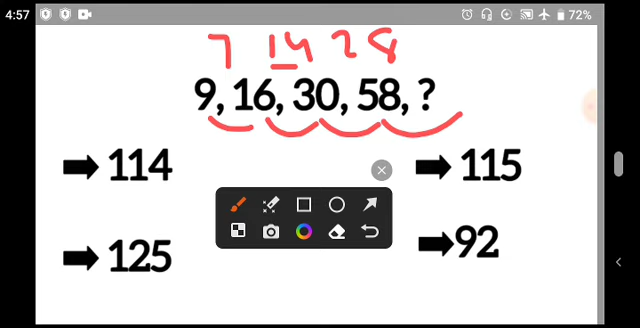 4:57 72%
7 14 28
9, 16, 30, 58, ?
➡ 114 ➡ 115
➡ 125 ➡ 92